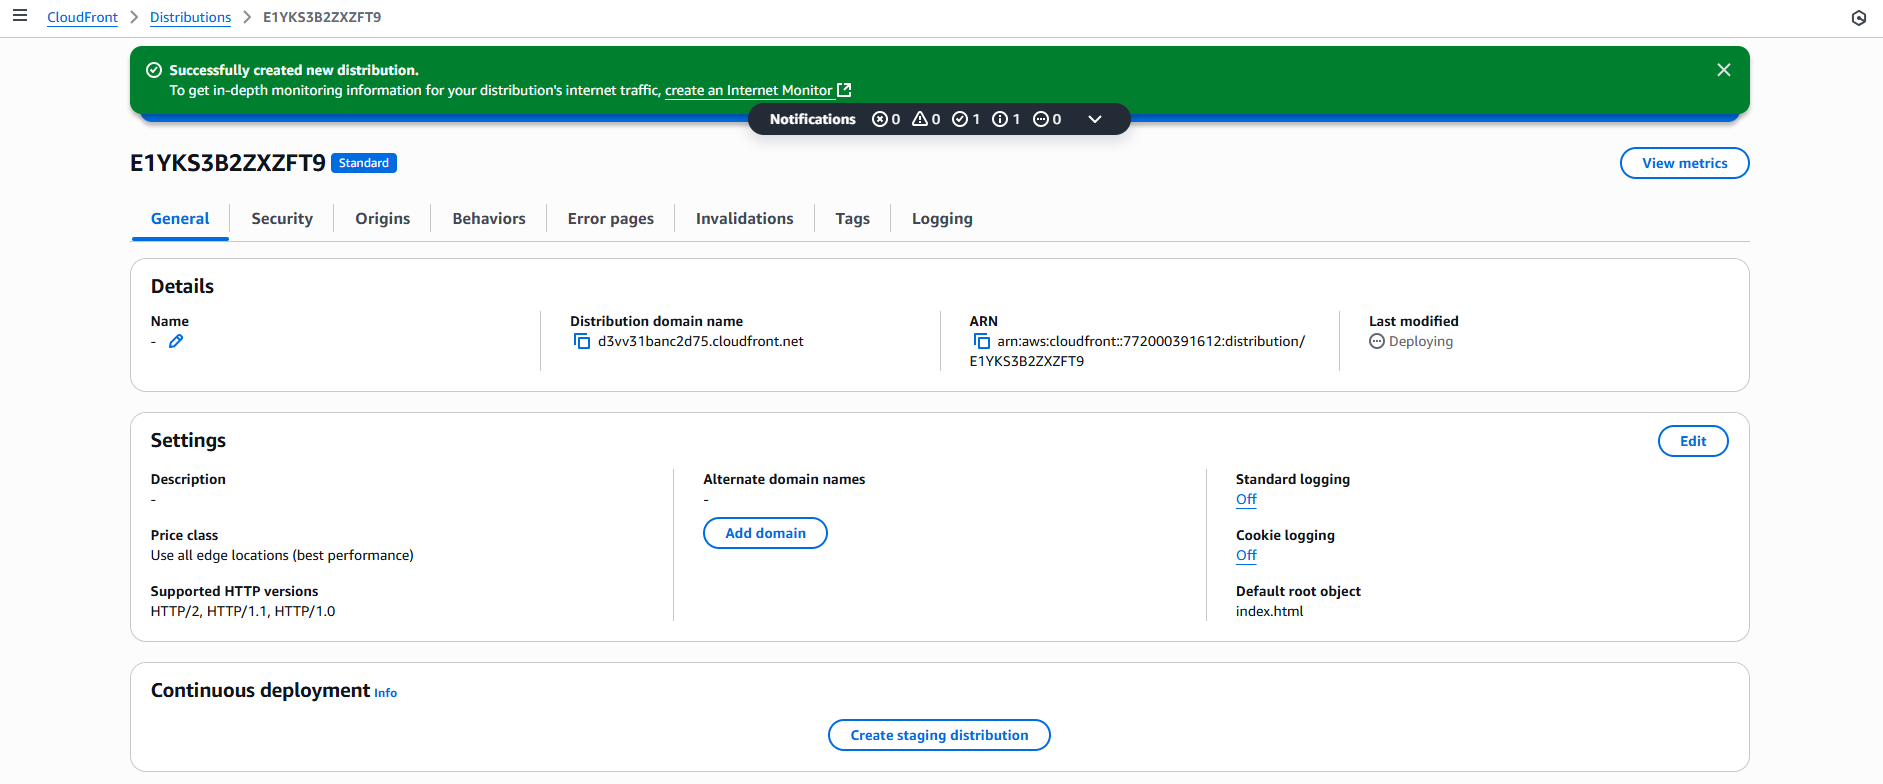 CloudFront > Distributions > E1YKS3B2ZXZFT9
Successfully created new distribution.
To get in-depth monitoring information for your distribution's internet traffic, create an Internet Monitor
Notifications 0 0 1 1 0
E1YKS3B2ZXZFT9 Standard
View metrics
General Security Origins Behaviors Error pages Invalidations Tags Logging
Details
Name
-
Distribution domain name
d3vv31banc2d75.cloudfront.net
ARN
arn:aws:cloudfront::772000391612:distribution/
E1YKS3B2ZXZFT9
Last modified
Deploying
Settings
Edit
Description
-
Price class
Use all edge locations (best performance)
Supported HTTP versions
HTTP/2, HTTP/1.1, HTTP/1.0
Alternate domain names
-
Add domain
Standard logging
Off
Cookie logging
Off
Default root object
index.html
Continuous deployment Info
Create staging distribution